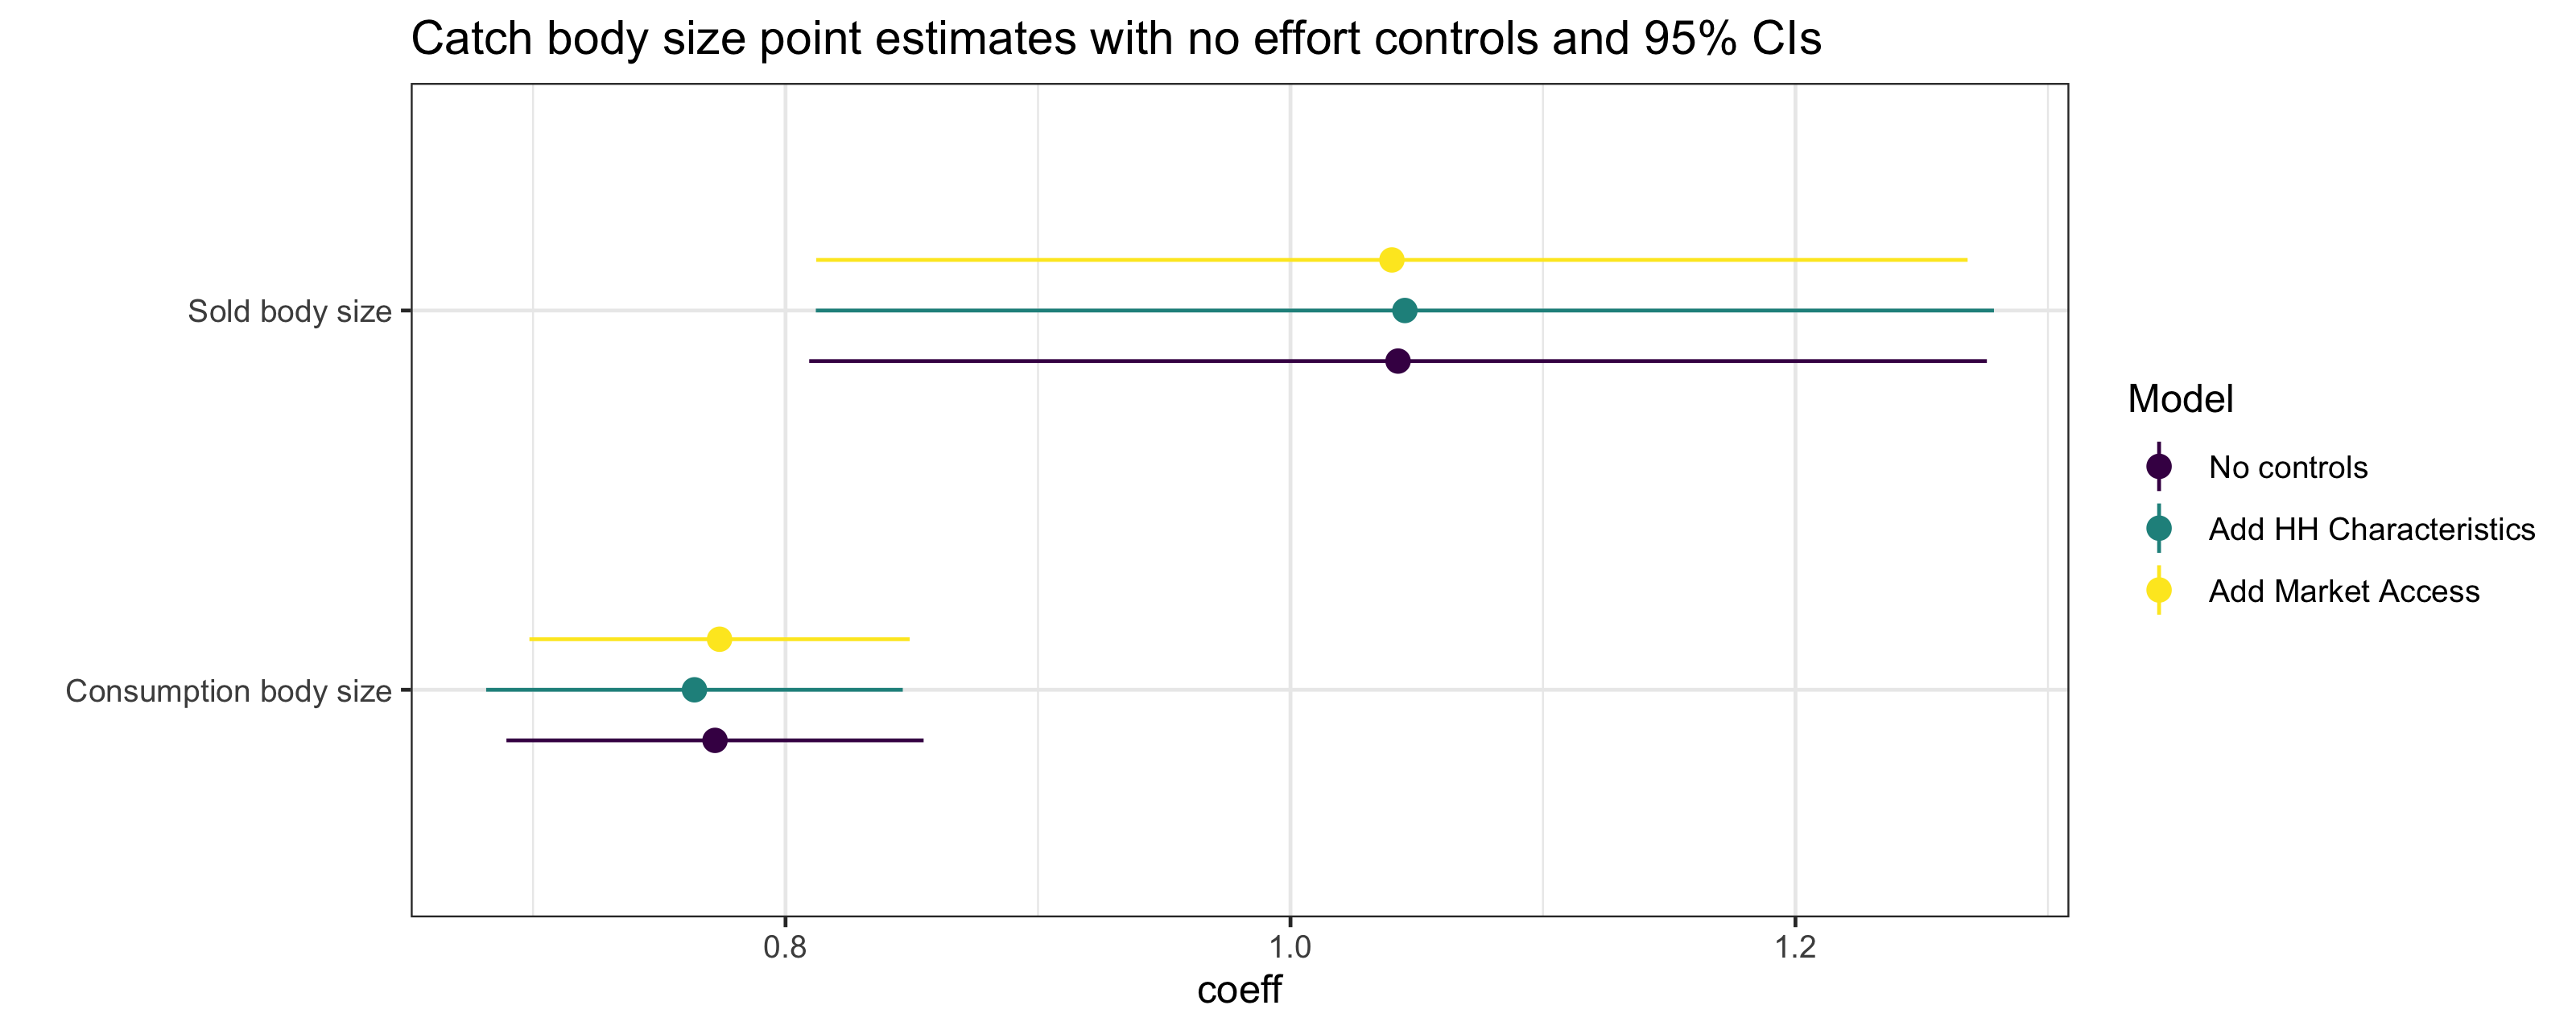 Catch body size point estimates with no effort controls and 95% CIs
Sold body size
Consumption body size
0.8
1.0
1.2
coeff
Model
No controls
Add HH Characteristics
Add Market Access